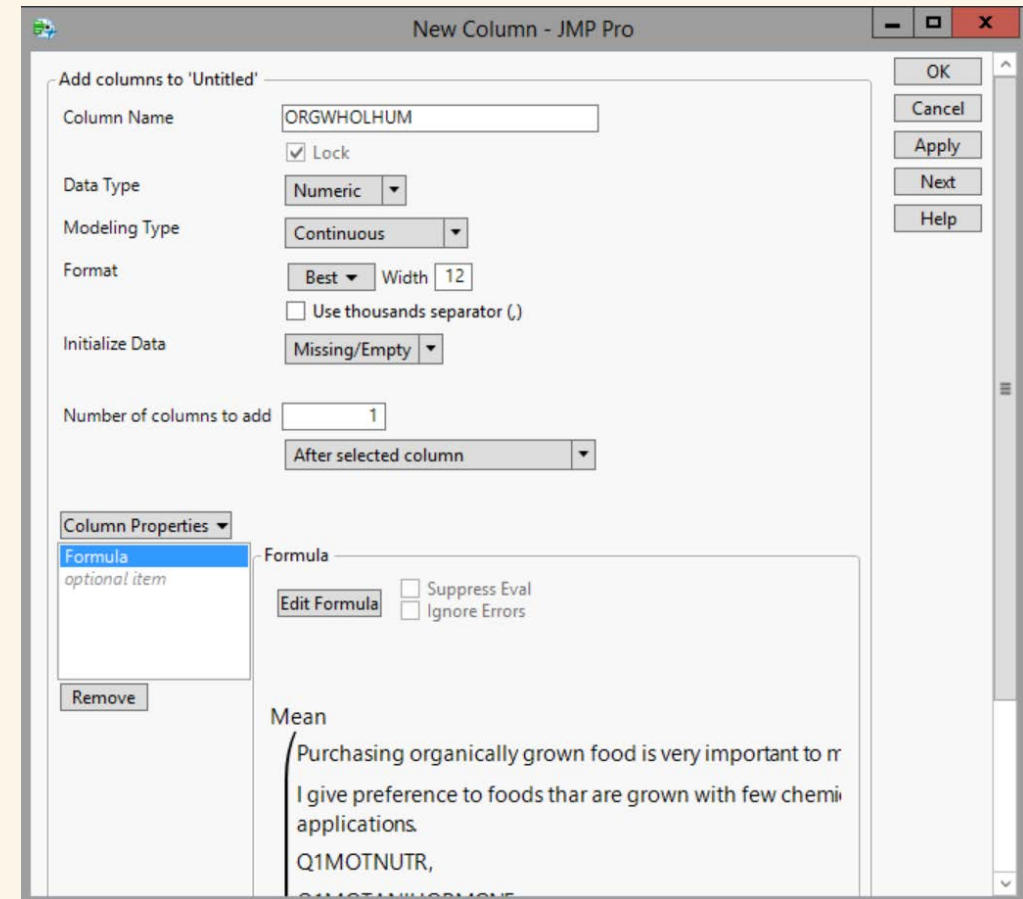 New Column - JMP Pro
Add columns to 'Untitled'
OK
Column Name
ORGWHOLHUM
Cancel
Lock
Apply
Data Type
Numeric
Next
Modeling Type
Continuous
Help
Format
Best
Width
12
Use thousands separator (,)
Initialize Data
Missing/Empty
Number of columns to add
1
After selected column
Column Properties
Formula
optional item
Formula
Edit Formula
Suppress Eval
Ignore Errors
Remove
Mean
Purchasing organically grown food is very important to
I give preference to foods thar are grown with few
applications.
Q1MOTNUTR,